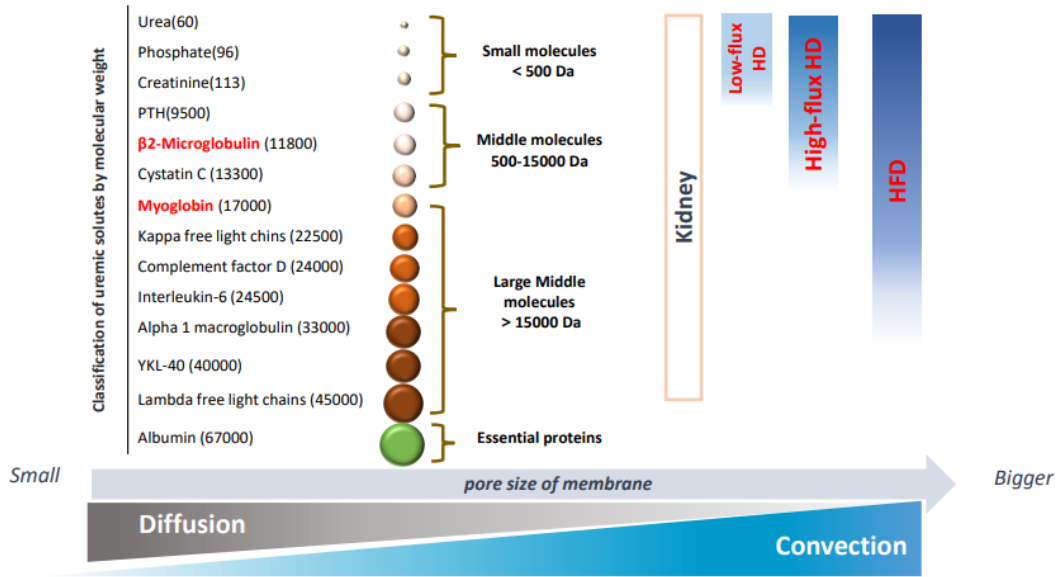 Classification of uremic solutes by molecular weight
Urea(60)
Phosphate(96)
Creatinine(113)
PTH(9500)
β2-Microglobulin (11800)
Cystatin C (13300)
Myoglobin (17000)
Kappa free light chins (22500)
Complement factor D (24000)
Interleukin-6 (24500)
Alpha 1 macroglobulin (33000)
YKL-40 (40000)
Lambda free light chains (45000)
Albumin (67000)
Small molecules
< 500 Da
Middle molecules
500-15000 Da
Large Middle
molecules
> 15000 Da
Essential proteins
Kidney
Low-flux
HD
High-flux HD
HFD
Small
pore size of membrane
Bigger
Diffusion
Convection